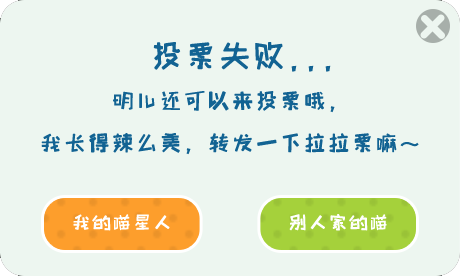 投票失败...
明儿还可以来投票哦,
我长得辣么美，转发一下拉拉票嘛～
我的喵星人
别人家的喵